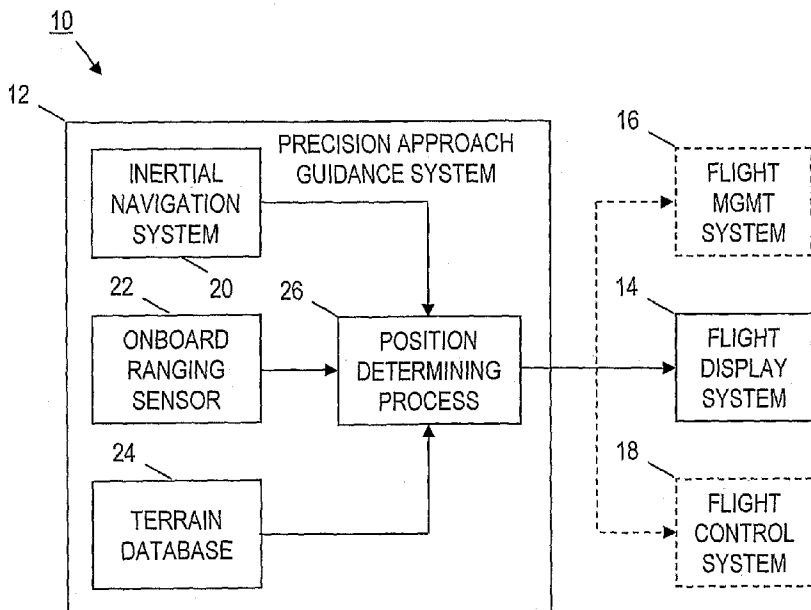 10
12
PRECISION APPROACH
GUIDANCE SYSTEM
INERTIAL
NAVIGATION
SYSTEM
20
22
ONBOARD
RANGING
SENSOR
24
TERRAIN
DATABASE
26
POSITION
DETERMINING
PROCESS
16
FLIGHT
MGMT
SYSTEM
14
FLIGHT
DISPLAY
SYSTEM
18
FLIGHT
CONTROL
SYSTEM